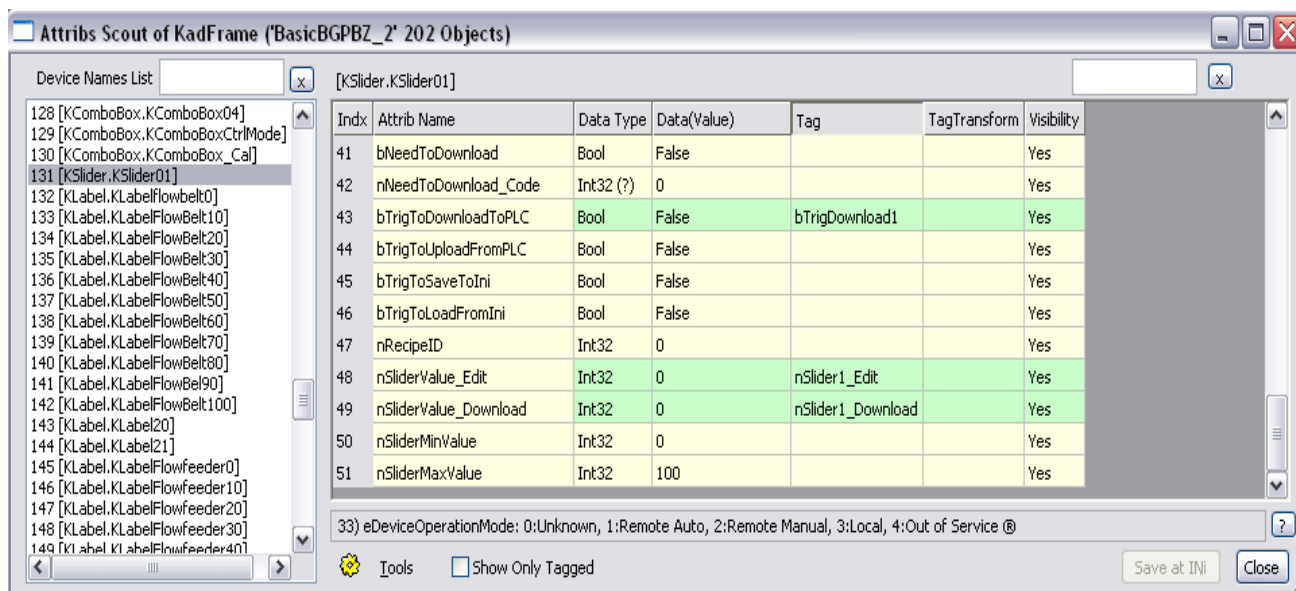 Attribs Scout of KadFrame ('BasicBGPBZ_2' 202 Objects)
Device Names List x [KSlider.KSlider01] x
128 [KComboBox.KComboBox04]
129 [KComboBox.KComboBoxCtrlMode]
130 [KComboBox.KComboBox_Cal]
131 [KSlider.KSlider01]
132 [KLabel.KLabelFlowbelt0]
133 [KLabel.KLabelFlowBelt10]
134 [KLabel.KLabelFlowBelt20]
135 [KLabel.KLabelFlowBelt30]
136 [KLabel.KLabelFlowBelt40]
137 [KLabel.KLabelFlowBelt50]
138 [KLabel.KLabelFlowBelt60]
139 [KLabel.KLabelFlowBelt70]
140 [KLabel.KLabelFlowBelt80]
141 [KLabel.KLabelFlowBel90]
142 [KLabel.KLabelFlowBelt100]
143 [KLabel.KLabel20]
144 [KLabel.KLabel21]
145 [KLabel.KLabelFlowfeeder0]
146 [KLabel.KLabelFlowfeeder10]
147 [KLabel.KLabelFlowfeeder20]
148 [KLabel.KLabelFlowfeeder30]
149 [KLabel.KLabelFlowfeeder40]
Indx Attrib Name Data Type Data(Value) Tag TagTransform Visibility
41 bNeedToDownload Bool False Yes
42 nNeedToDownload_Code Int32 (?) 0 Yes
43 bTrigToDownloadToPLC Bool False bTrigDownload1 Yes
44 bTrigToUploadFromPLC Bool False Yes
45 bTrigToSaveToIni Bool False Yes
46 bTrigToLoadFromIni Bool False Yes
47 nRecipeID Int32 0 Yes
48 nSliderValue_Edit Int32 0 nSlider1_Edit Yes
49 nSliderValue_Download Int32 0 nSlider1_Download Yes
50 nSliderMinValue Int32 0 Yes
51 nSliderMaxValue Int32 100 Yes
33) eDeviceOperationMode: 0:Unknown, 1:Remote Auto, 2:Remote Manual, 3:Local, 4:Out of Service ® ?
Tools Show Only Tagged Save at INi Close